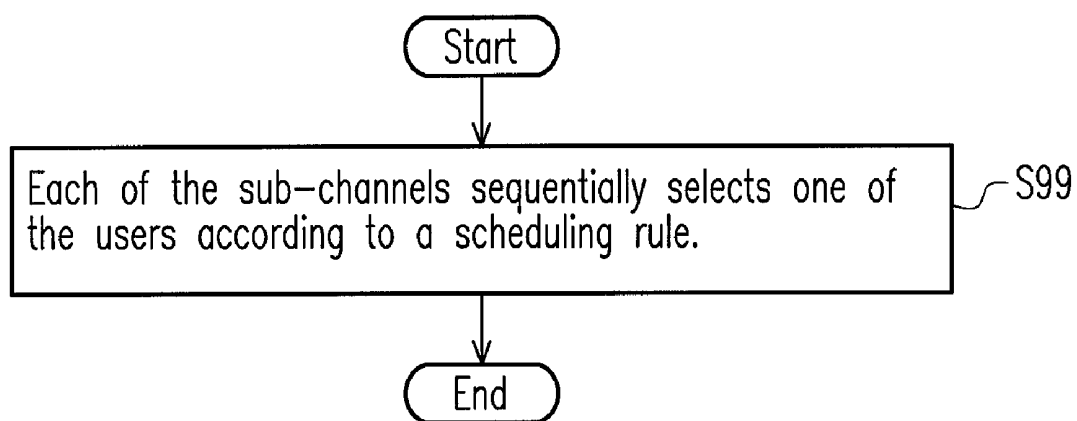 Start
Each of the sub-channels sequentially selects one of
the users according to a scheduling rule.
S99
End